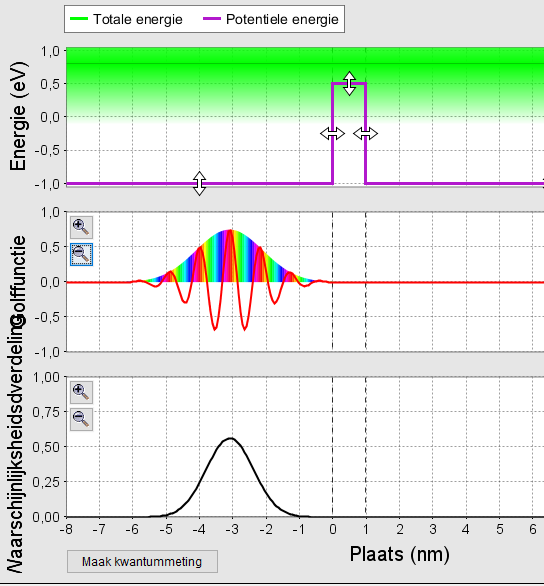 Totale energie Potentiele energie
Energie (eV)
1,0
0,5
0,0
-0,5
-1,0
Golffunctie
1,0
0,5
0,0
-0,5
-1,0
Naarschijnlijksheidsdverdeling
1,00
0,75
0,50
0,25
0,00
-8 -7 -6 -5 -4 -3 -2 -1 0 1 2 3 4 5 6
Plaats (nm)
Maak kwantummeting